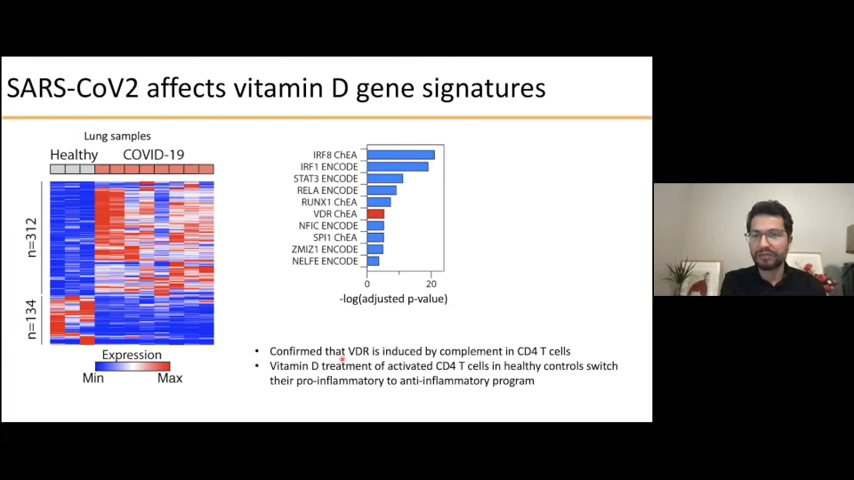 SARS-CoV2 affects vitamin D gene signatures
Lung samples
Healthy COVID-19
n=312
n=134
Expression
Min Max
IRF8 ChEA
IRF1 ENCODE
STAT3 ENCODE
RELA ENCODE
RUNX1 ChEA
VDR ChEA
NFIC ENCODE
SPI1 ChEA
ZMIZ1 ENCODE
NELFE ENCODE
0 20
-log(adjusted p-value)
• Confirmed that VDR is induced by complement in CD4 T cells
• Vitamin D treatment of activated CD4 T cells in healthy controls switch
their pro-inflammatory to anti-inflammatory program